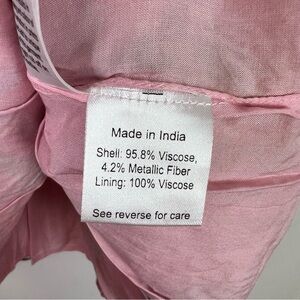 Made in India
Shell: 95.8% Viscose,
4.2% Metallic Fiber
Lining: 100% Viscose
See reverse for care